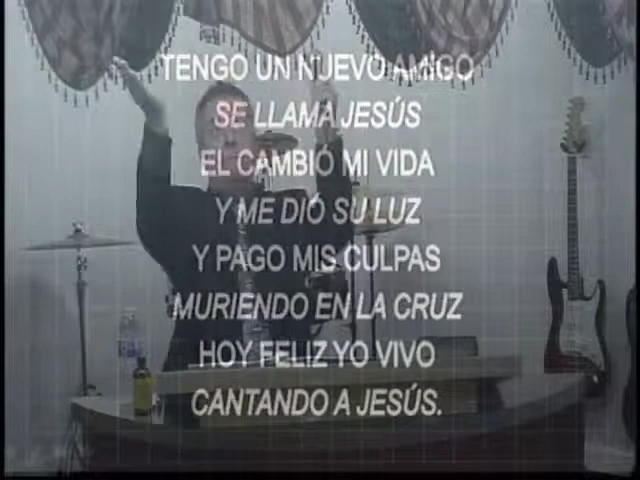 TENGO UN NUEVO AMIGO
SE LLAMA JESÚS
EL CAMBIÓ MI VIDA
Y ME DIÓ SU LUZ
Y PAGO MIS CULPAS
MURIENDO EN LA CRUZ
HOY FELIZ YO VIVO
CANTANDO A JESÚS.